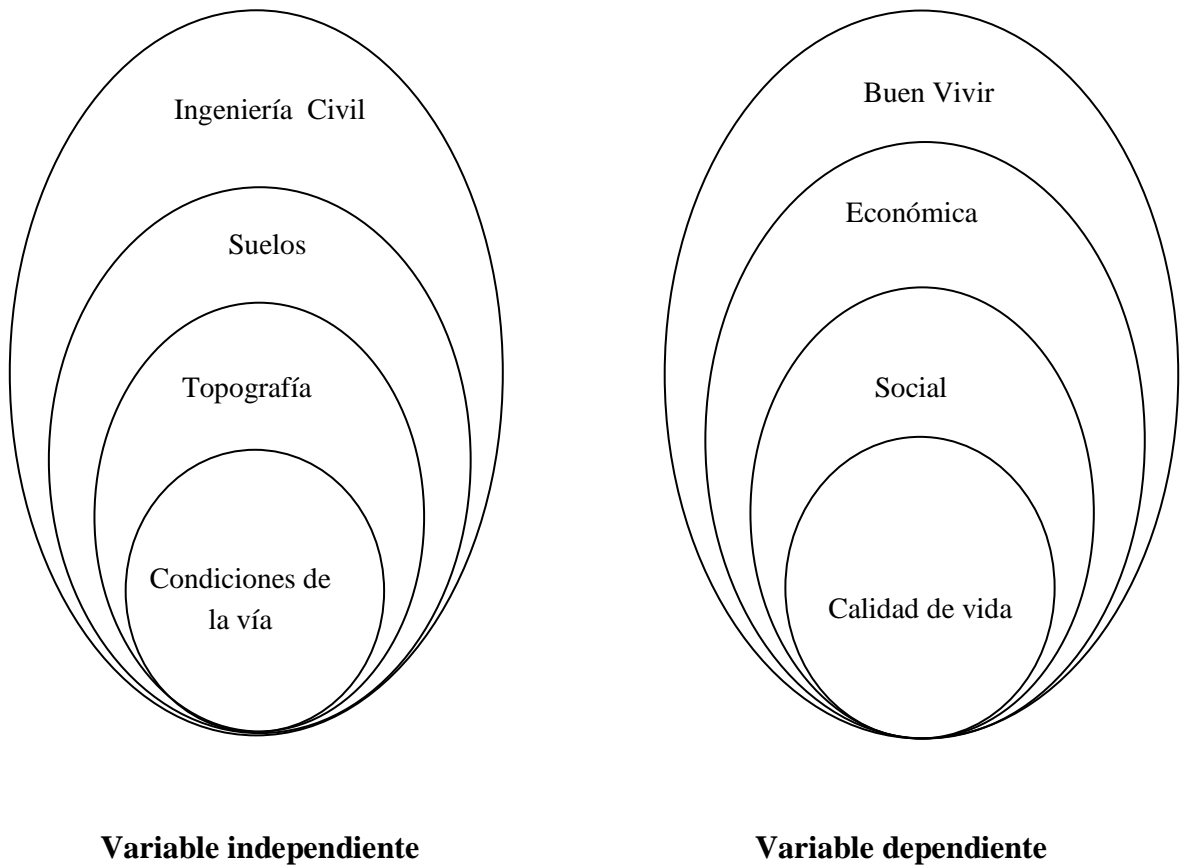 Ingeniería Civil
Suelos
Topografía
Condiciones de
la vía
Variable independiente
Buen Vivir
Económica
Social
Calidad de vida
Variable dependiente